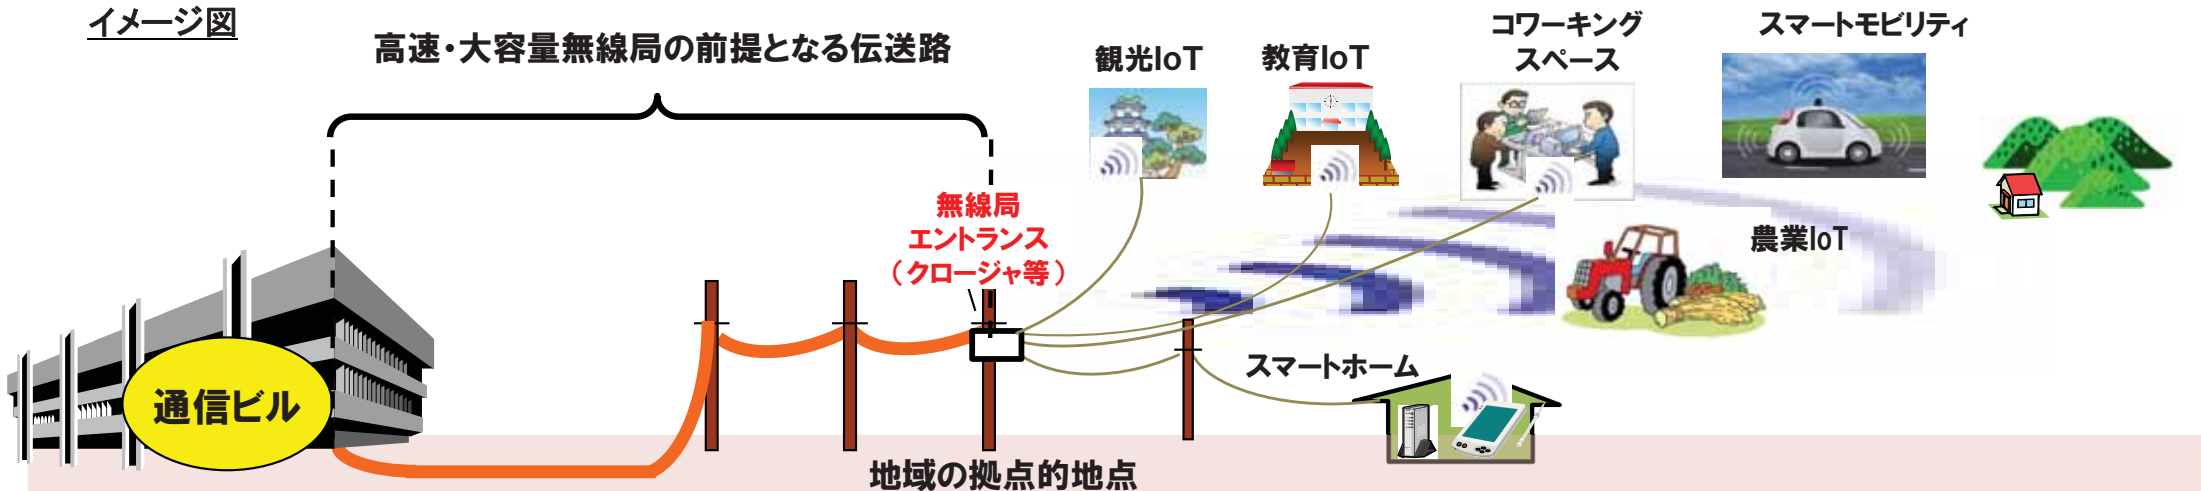 イメージ図
高速・大容量無線局の前提となる伝送路
観光IoT
教育IoT
コワーキング
スペース
スマートモビリティ
無線局
エントランス
（クロージャ等）
農業IoT
スマートホーム
通信ビル
地域の拠点的地点